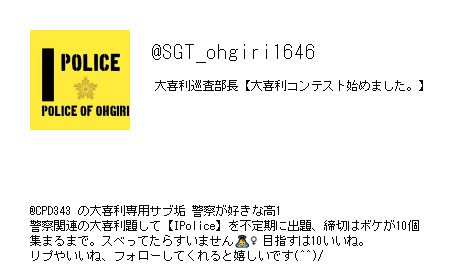 POLICE
POLICE OF OHGIRI
@SGT_ohgiri1646
大喜利巡査部長【大喜利コンテスト始めました。】
@CPD343 の大喜利専用サブ垢 警察が好きな高1
警察関連の大喜利題して【IPolice】を不定期に出題、締切はボケが10個
集まるまで。スベってたらすいません🙇♀ 目指すは10いいね。
リプやいいね、フォローしてくれると嬉しいです(^^)/